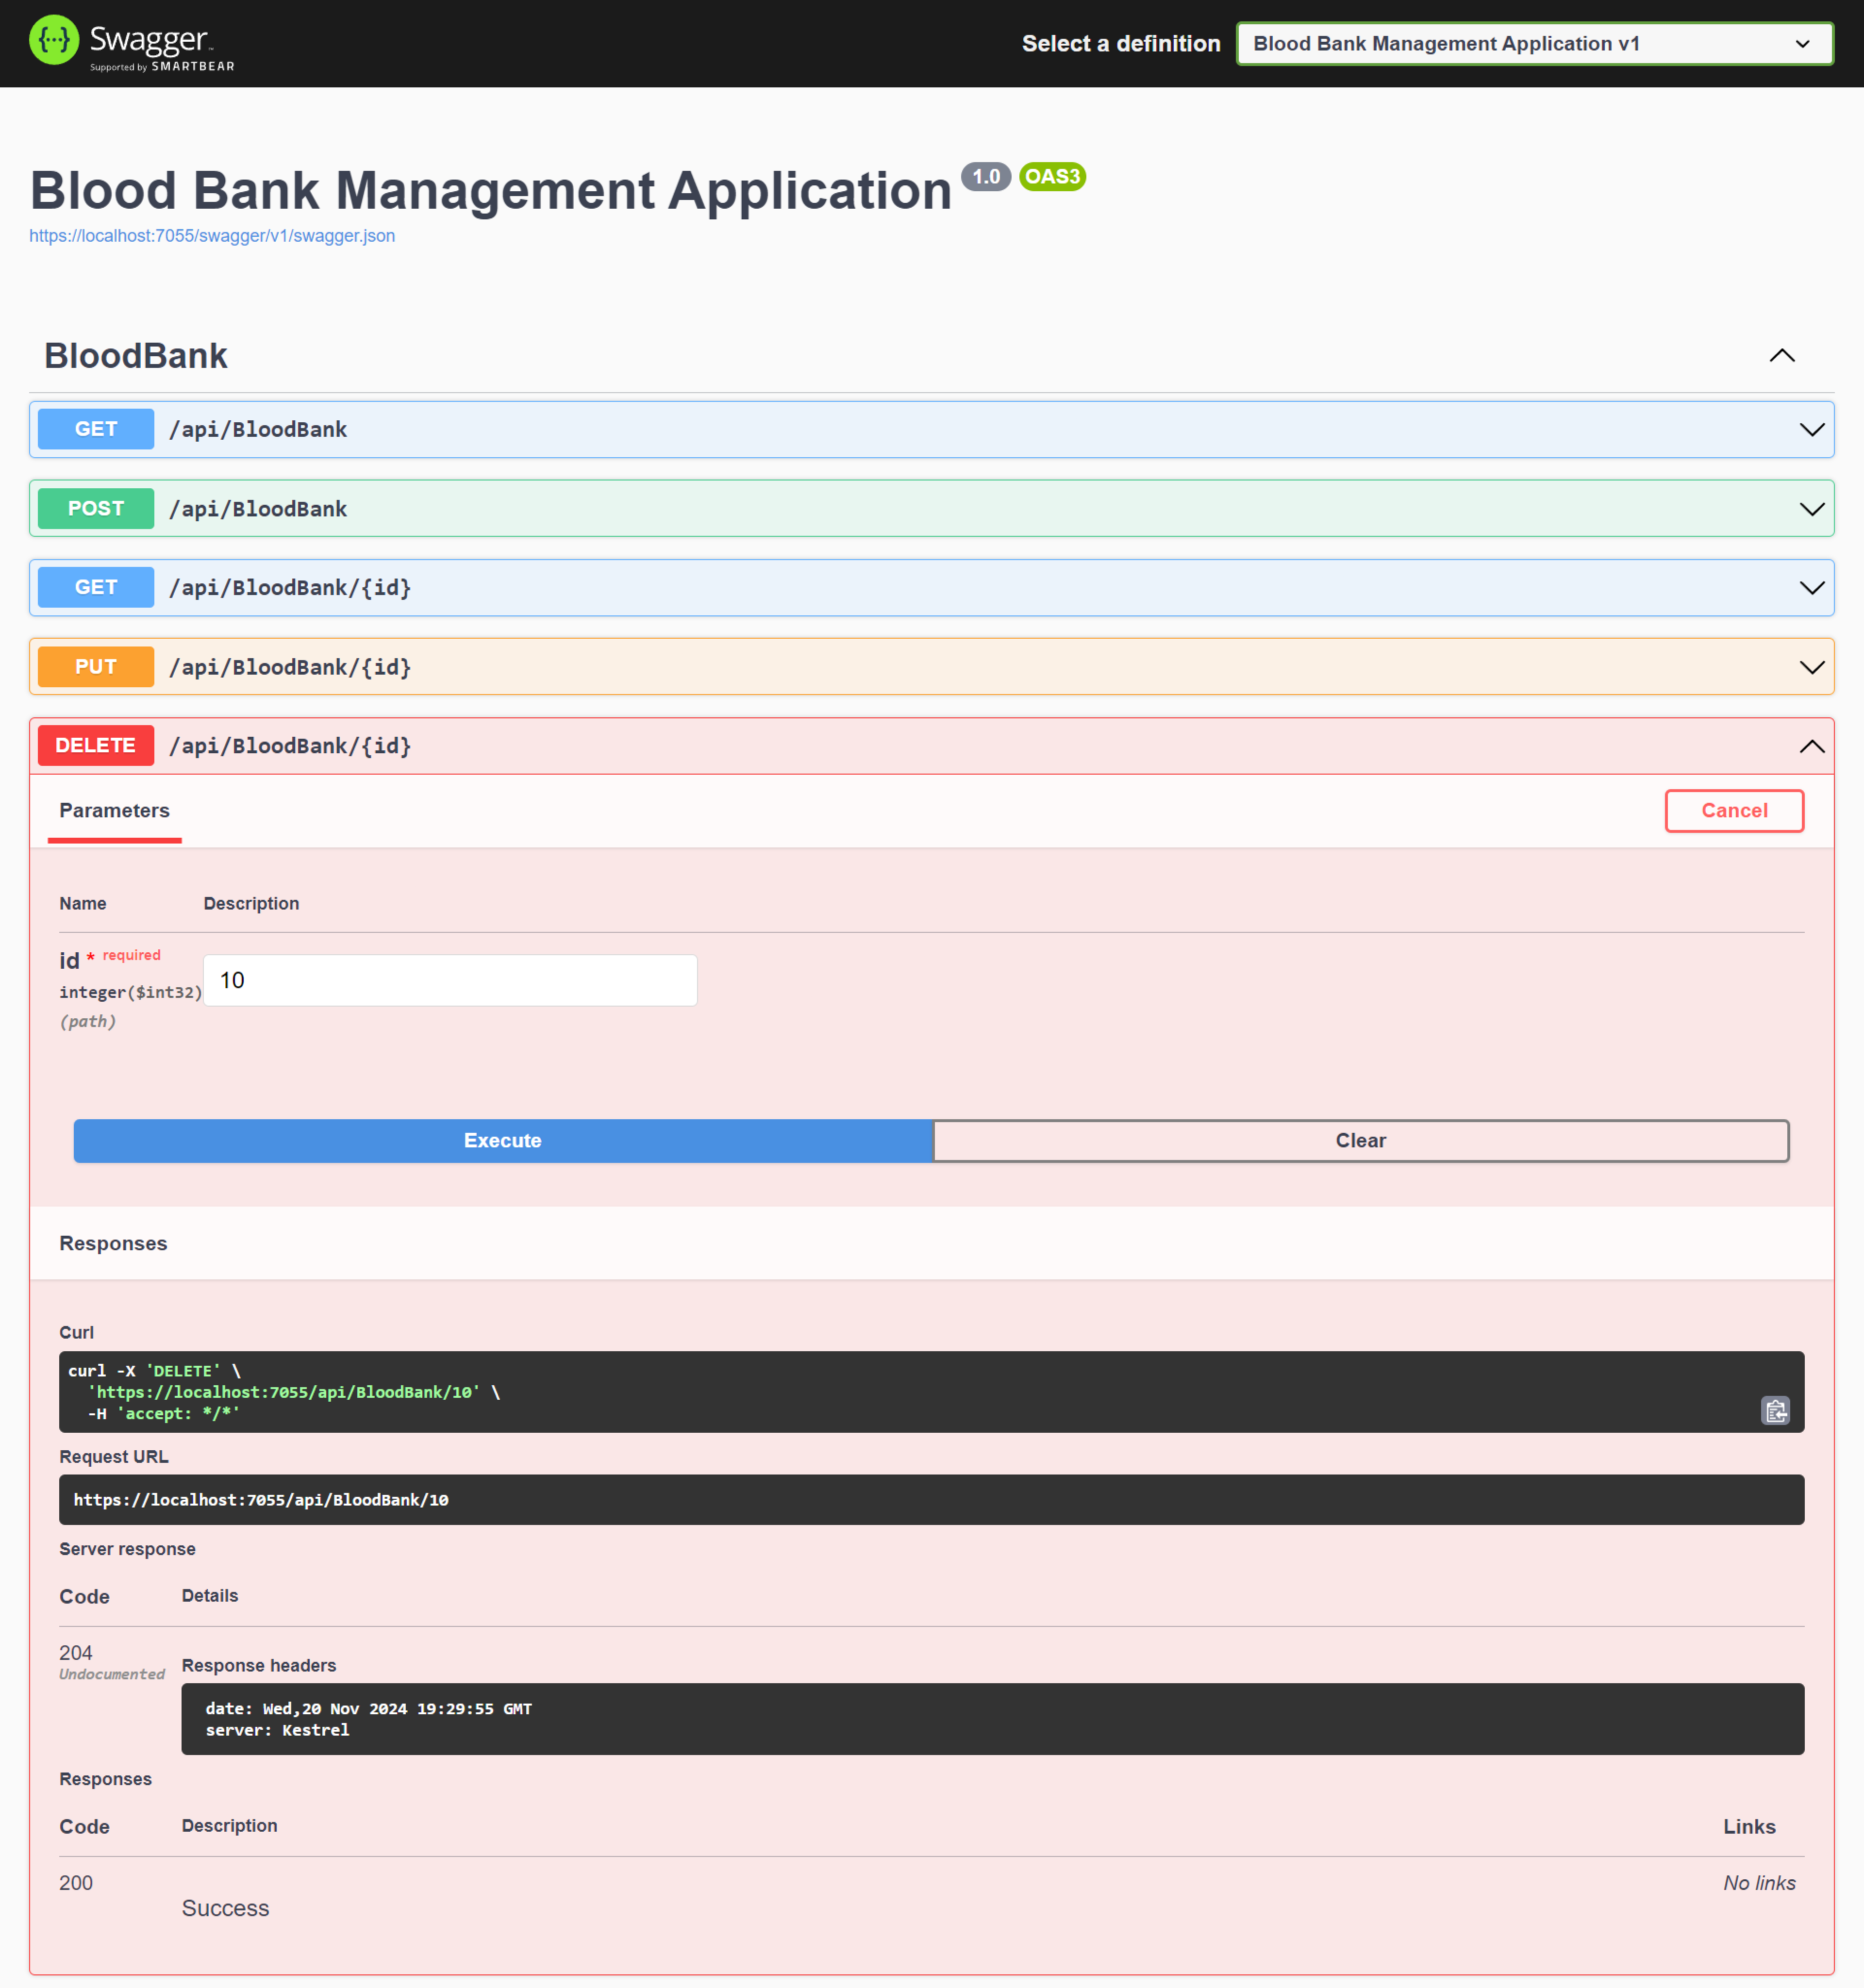 Swagger
Supported by SMARTBEAR
Select a definition
Blood Bank Management Application v1
Blood Bank Management Application 1.0 OAS3
https://localhost:7055/swagger/v1/swagger.json
BloodBank
GET /api/BloodBank
POST /api/BloodBank
GET /api/BloodBank/{id}
PUT /api/BloodBank/{id}
DELETE /api/BloodBank/{id}
Parameters
Cancel
Name Description
id * required
integer($int32)
(path)
10
Execute Clear
Responses
Curl
curl -X 'DELETE' \
'https://localhost:7055/api/BloodBank/10' \
-H 'accept: */*'
Request URL
https://localhost:7055/api/BloodBank/10
Server response
Code Details
204
Undocumented
Response headers
date: Wed,20 Nov 2024 19:29:55 GMT
server: Kestrel
Responses
Code Description Links
200
Success
No links